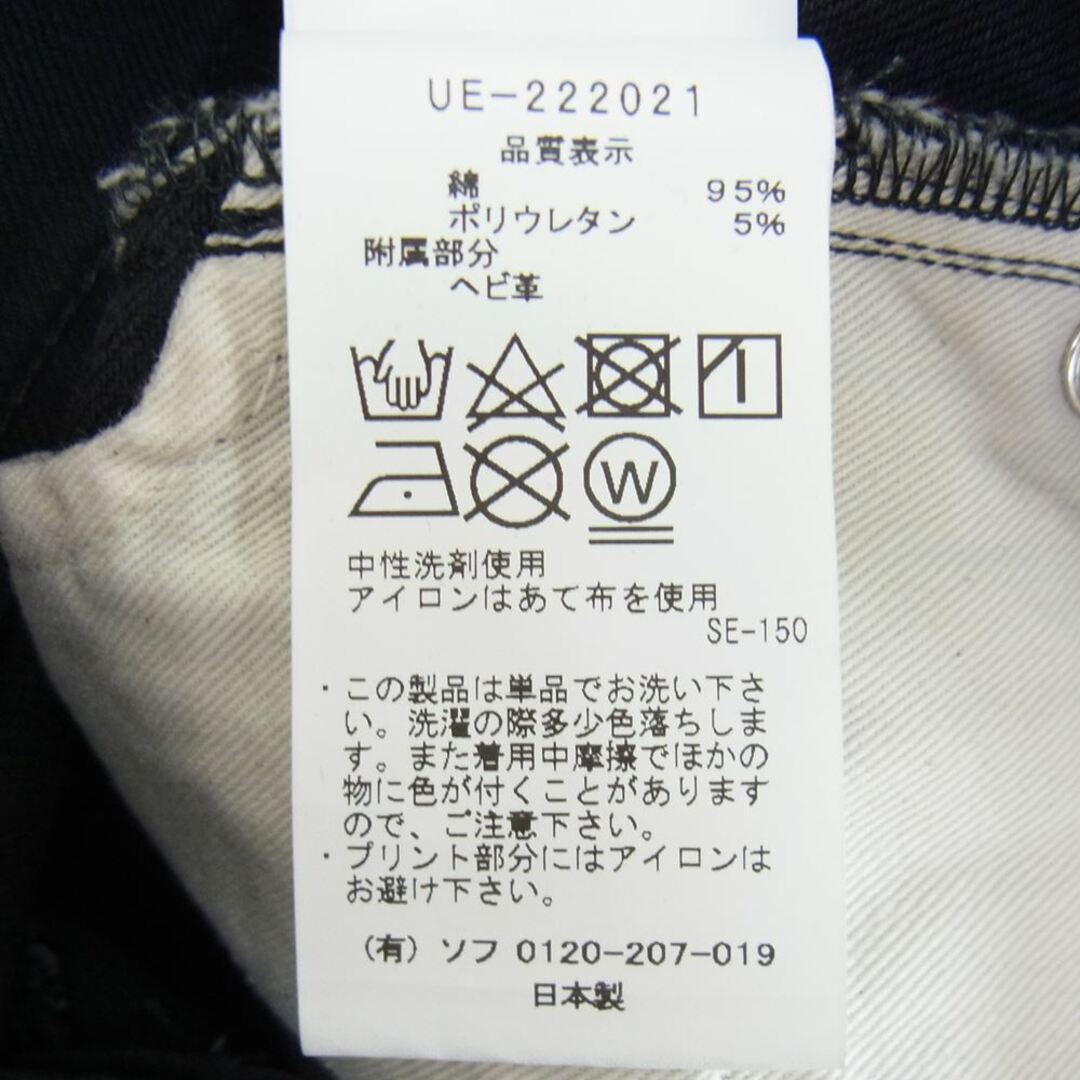 UE-222021
品質表示
綿 95%
ポリウレタン 5%
附属部分
ヘビ革
W
中性洗剤使用
アイロンはあて布を使用
SE-150
・この製品は単品でお洗い下さ
い。洗濯の際多少色落ちしま
す。また着用中摩擦でほかの
物に色が付くことがあります
ので、ご注意下さい。
・プリント部分にはアイロンは
お避け下さい。
(有) ソフ 0120-207-019
日本製